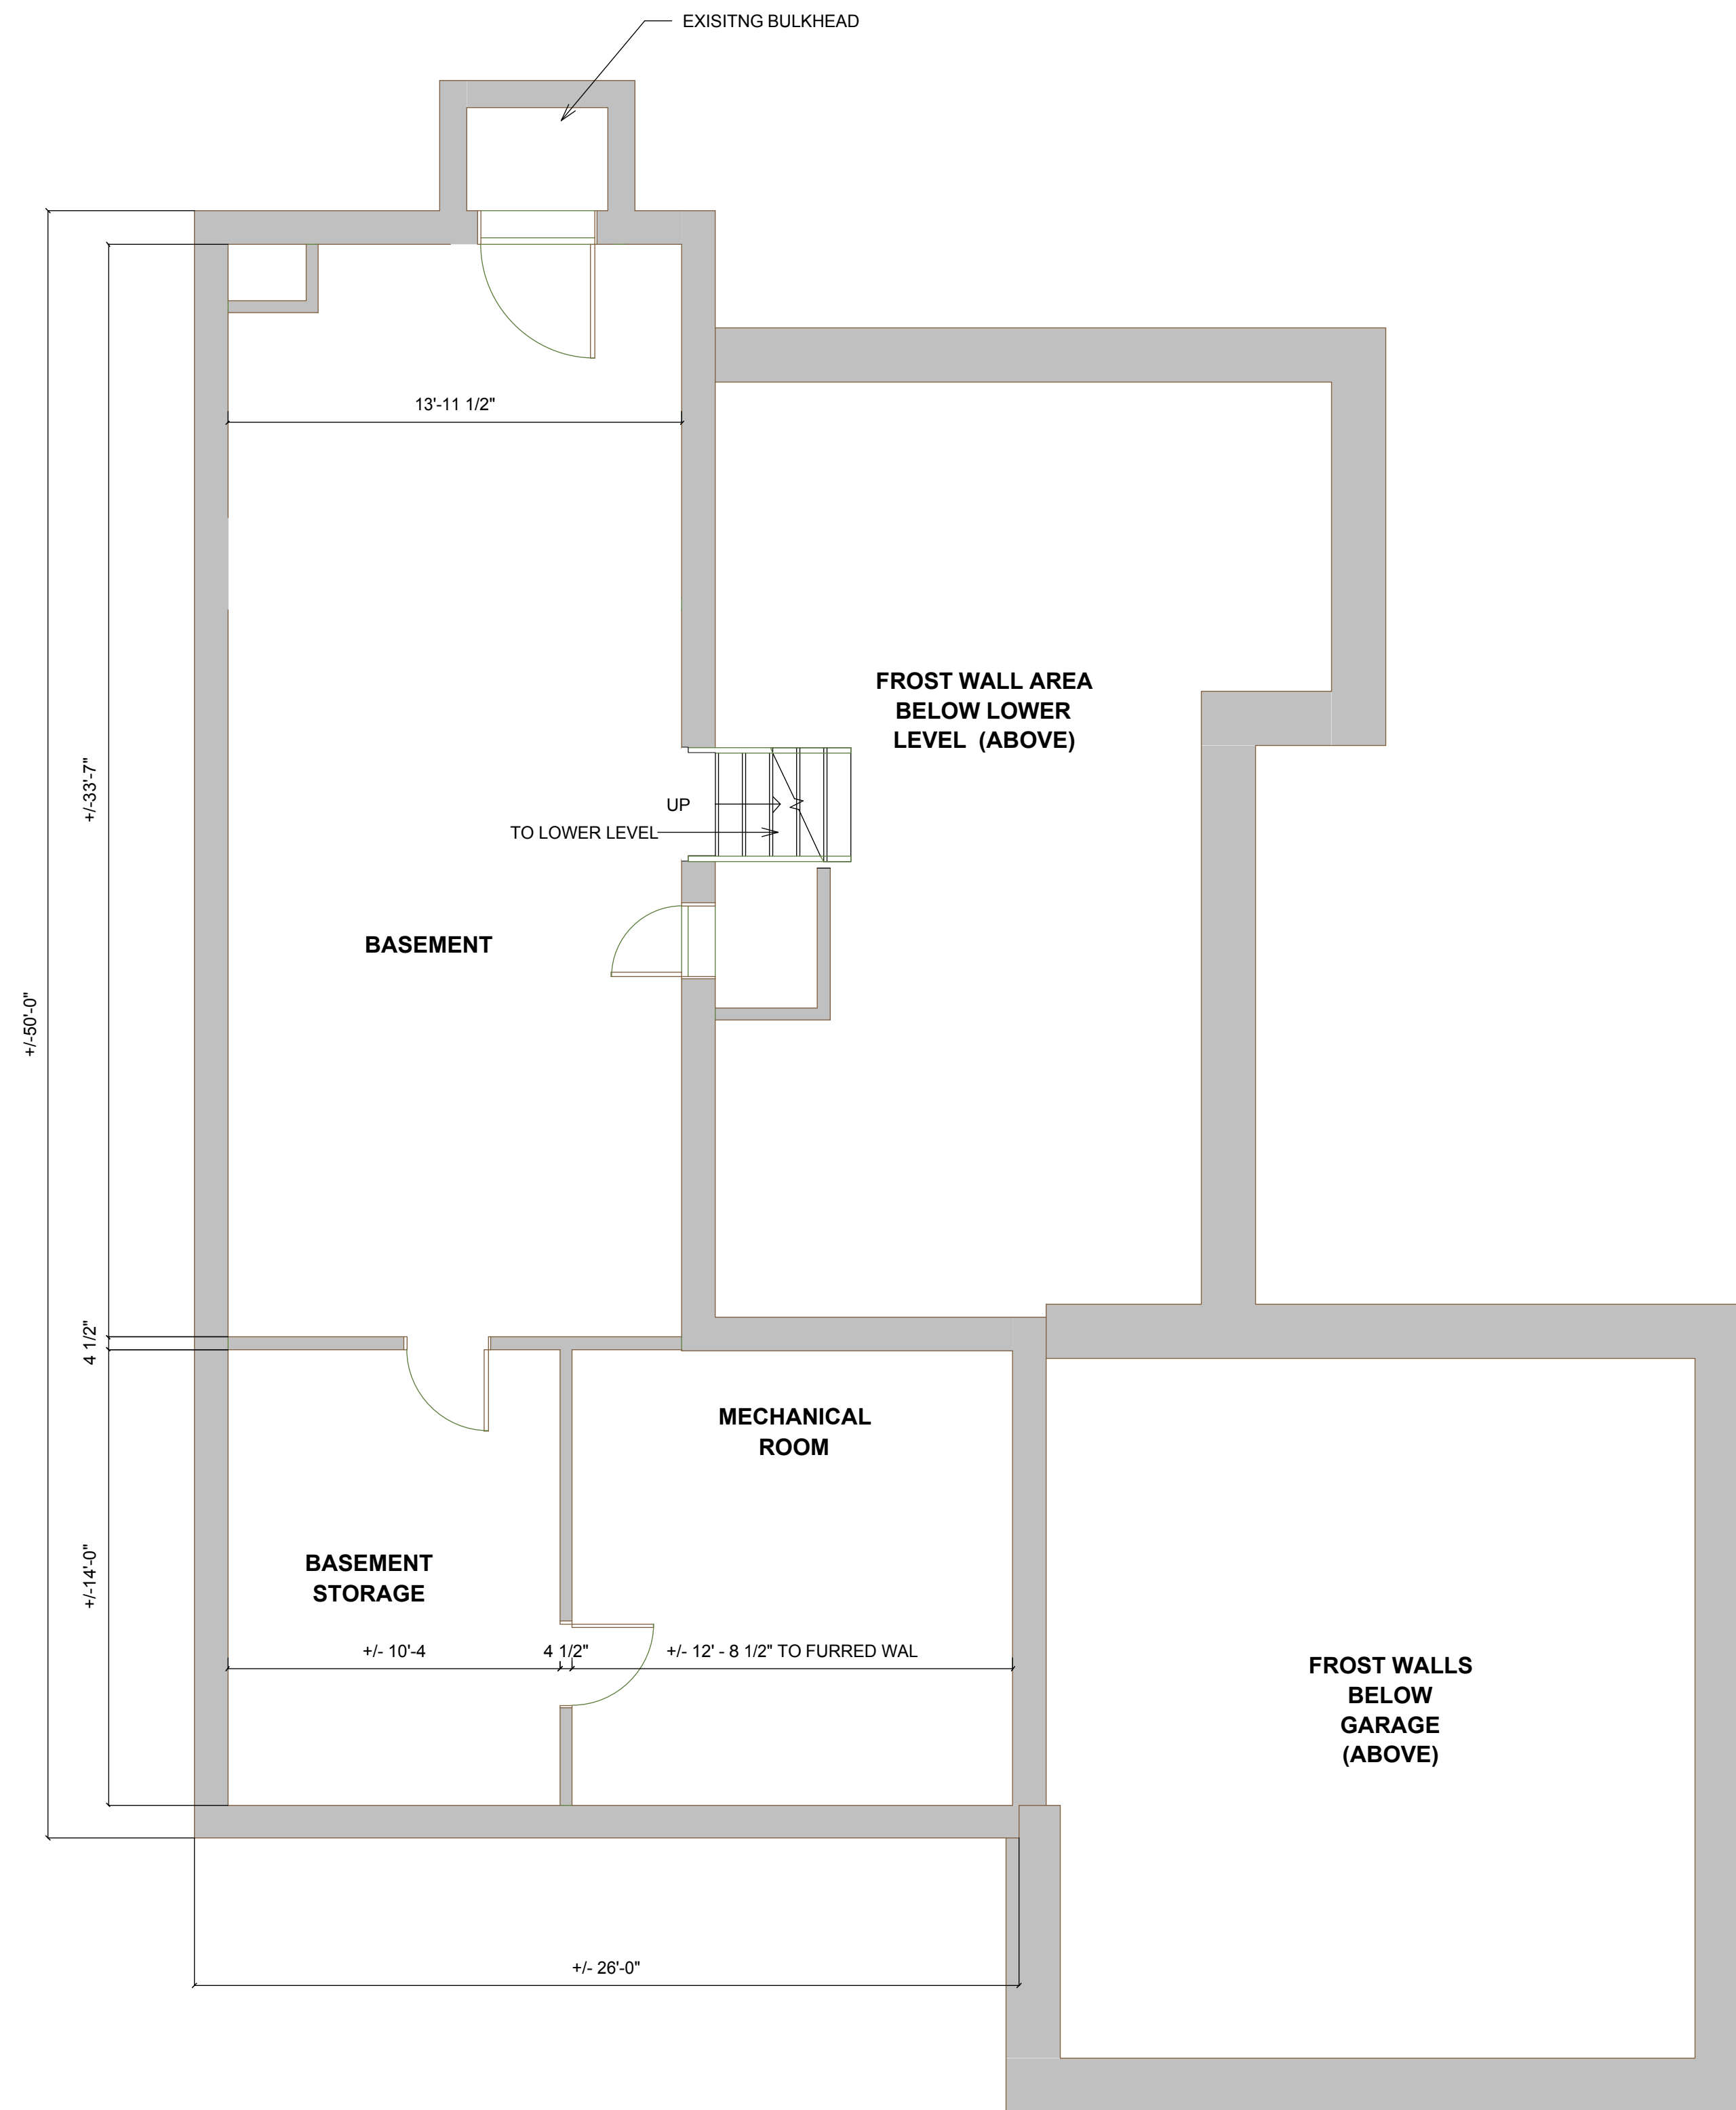 EXISITNG BULKHEAD
13'-11 1/2"
FROST WALL AREA
BELOW LOWER
LEVEL (ABOVE)
+/-33'-7"
UP
TO LOWER LEVEL
BASEMENT
+/-50'-0"
4 1/2"
MECHANICAL
ROOM
BASEMENT
STORAGE
+/-14'-0"
+/- 10'-4
4 1/2"
+/- 12' - 8 1/2" TO FURRED WAL
FROST WALLS
BELOW
GARAGE
(ABOVE)
+/- 26'-0"